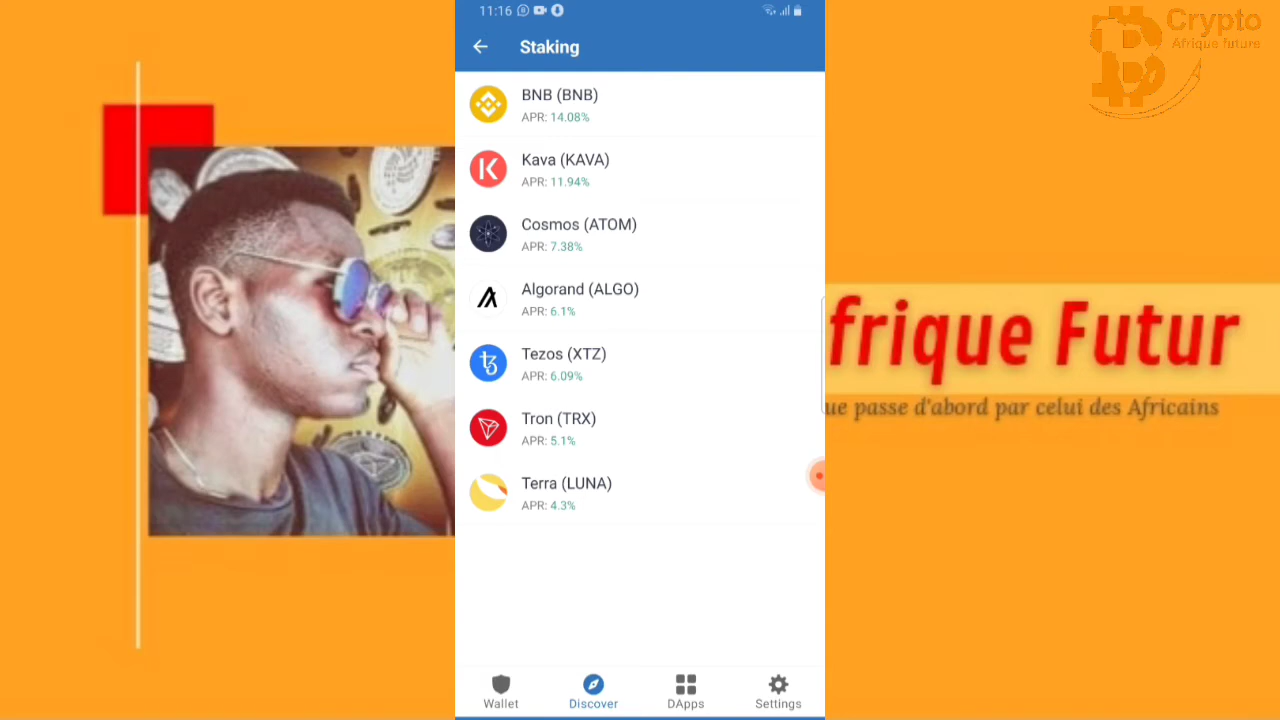 11:16
Staking
BNB (BNB)
APR: 14.08%
Kava (KAVA)
APR: 11.94%
Cosmos (ATOM)
APR: 7.38%
Algorand (ALGO)
APR: 6.1%
Tezos (XTZ)
APR: 6.09%
Tron (TRX)
APR: 5.1%
Terra (LUNA)
APR: 4.3%
Wallet
Discover
DApps
Settings
Crypto
Afrique future
frique Futur
ue passe d'abord par celui des Africains